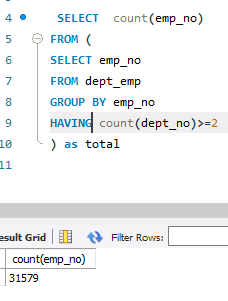 4 SELECT count(emp_no)
5 FROM (
6 SELECT emp_no
7 FROM dept_emp
8 GROUP BY emp_no
9 HAVING count(dept_no)>=2
10 ) as total
11
esult Grid Filter Rows:
count(emp_no)
31579